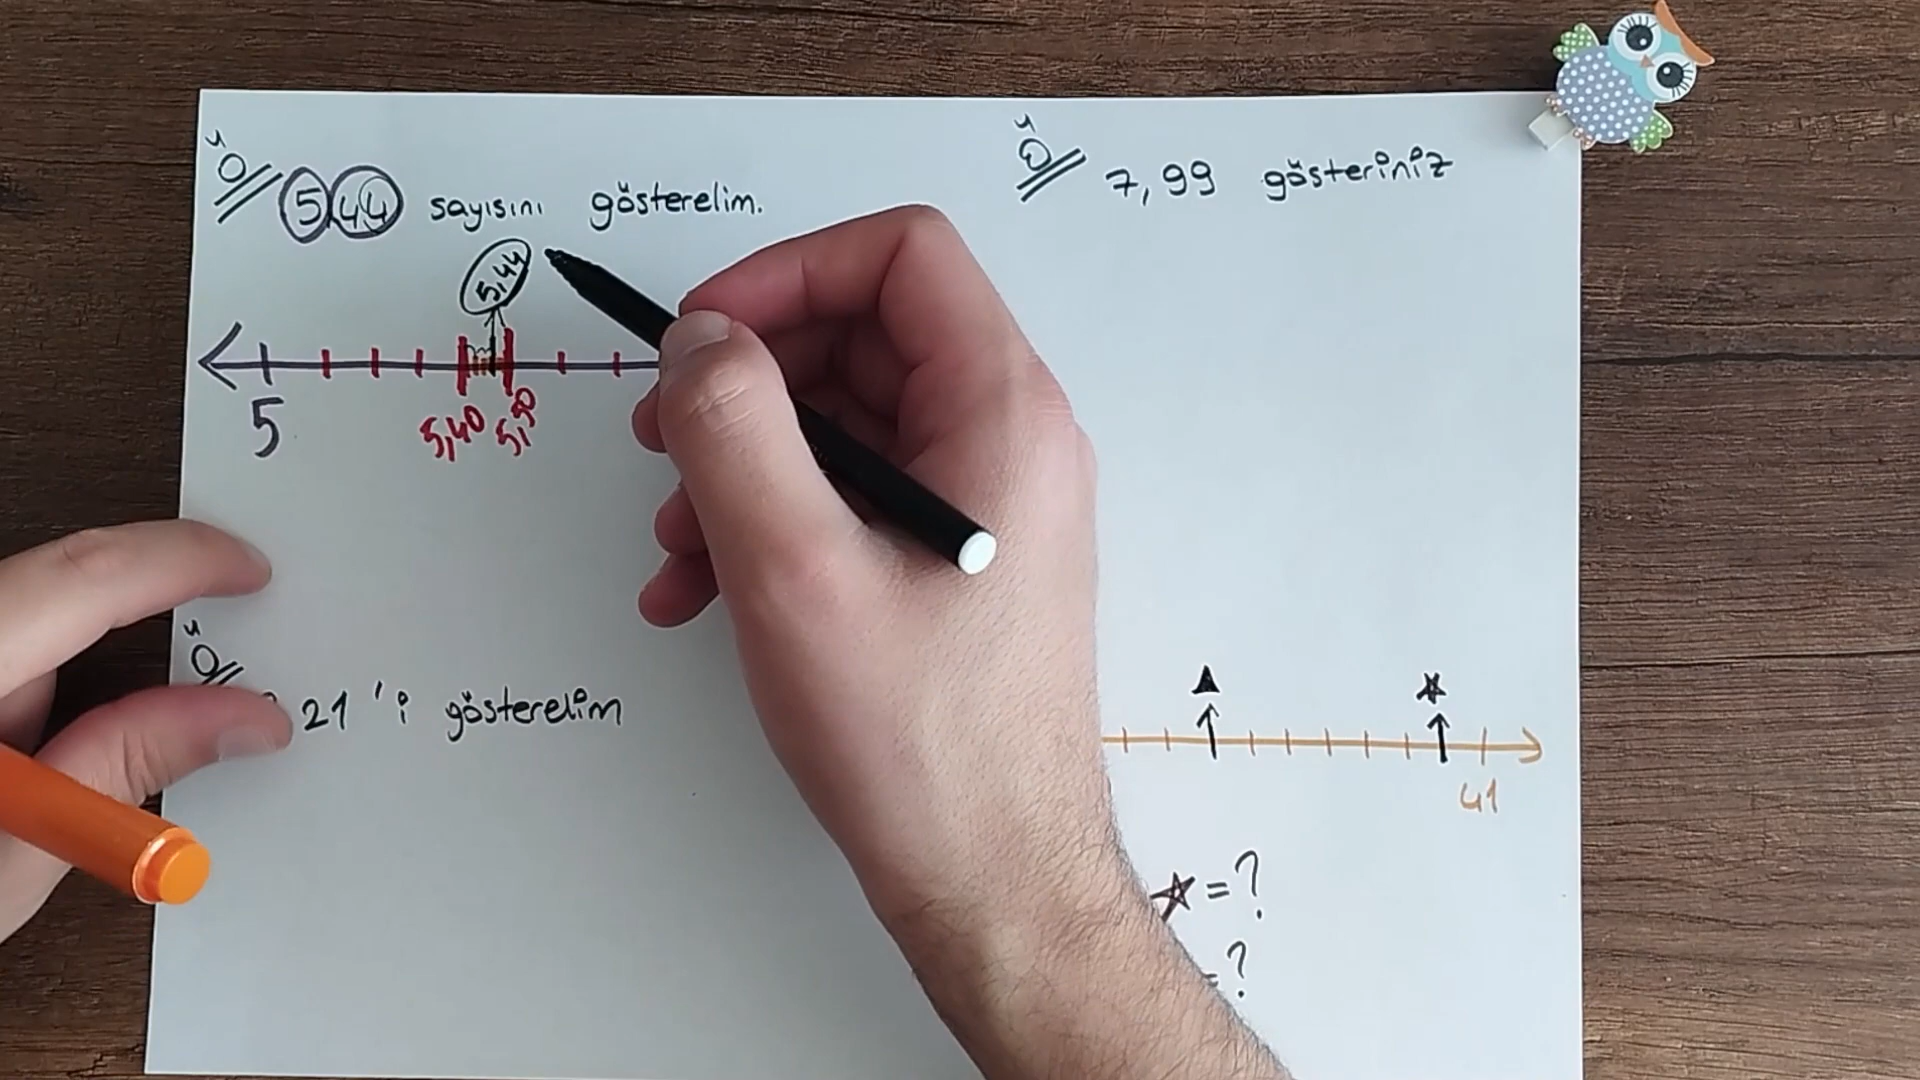 Ö 5,44 sayısını gösterelim.
5,44
5
5,40
5,50
Ö 21'i gösterelim
Ö 7,99 gösteriniz
41
= ?
= ?